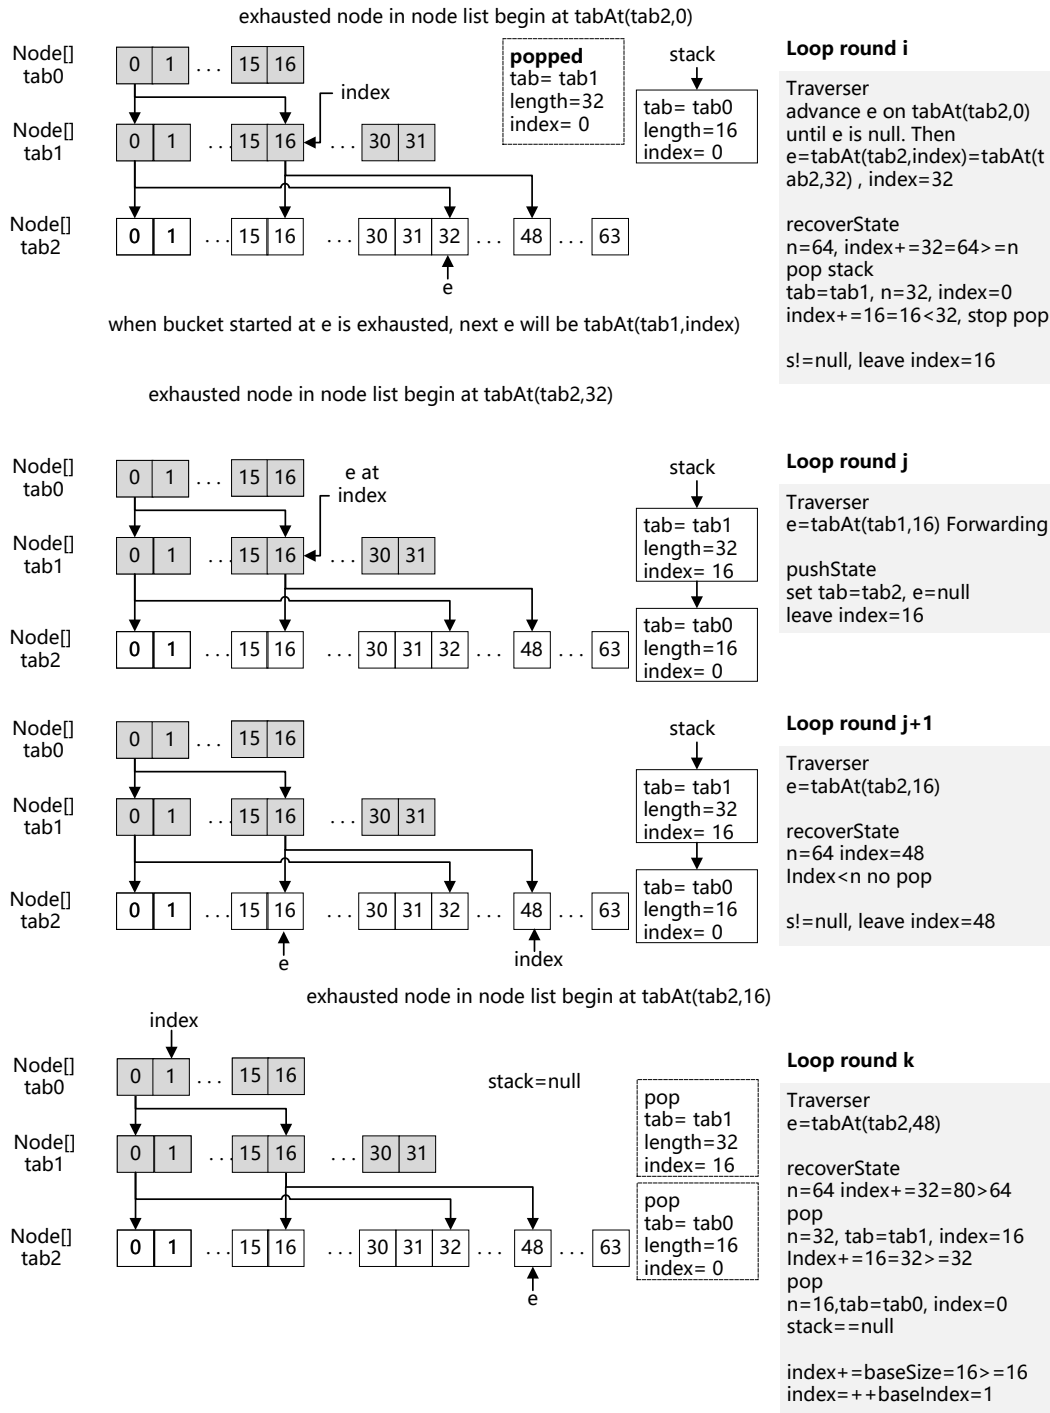 exhausted node in node list begin at tabAt(tab2,0)
Node[]
tab0
0 1 ... 15 16
index
popped
tab= tab1
length=32
index= 0
stack
tab= tab0
length=16
index= 0
Node[]
tab1
0 1 ... 15 16 ... 30 31
Node[]
tab2
0 1 ... 15 16 ... 30 31 32 ... 48 ... 63
e
when bucket started at e is exhausted, next e will be tabAt(tab1,index)
Loop round i
Traverser
advance e on tabAt(tab2,0)
until e is null. Then
e=tabAt(tab2,index)=tabAt(t
ab2,32) , index=32
recoverState
n=64, index+=32=64>=n
pop stack
tab=tab1, n=32, index=0
index+=16=16<32, stop pop
s!=null, leave index=16
exhausted node in node list begin at tabAt(tab2,32)
Node[]
tab0
0 1 ... 15 16
e at
index
stack
tab= tab1
length=32
index= 16
tab= tab0
length=16
index= 0
Node[]
tab1
0 1 ... 15 16 ... 30 31
Node[]
tab2
0 1 ... 15 16 ... 30 31 32 ... 48 ... 63
Loop round j
Traverser
e=tabAt(tab1,16) Forwarding
pushState
set tab=tab2, e=null
leave index=16
Node[]
tab0
0 1 ... 15 16
stack
tab= tab1
length=32
index= 16
tab= tab0
length=16
index= 0
Node[]
tab1
0 1 ... 15 16 ... 30 31
Node[]
tab2
0 1 ... 15 16 ... 30 31 32 ... 48 ... 63
e
index
Loop round j+1
Traverser
e=tabAt(tab2,16)
recoverState
n=64 index=48
Index<n no pop
s!=null, leave index=48
exhausted node in node list begin at tabAt(tab2,16)
index
Node[]
tab0
0 1 ... 15 16
stack=null
pop
tab= tab1
length=32
index= 16
pop
tab= tab0
length=16
index= 0
Node[]
tab1
0 1 ... 15 16 ... 30 31
Node[]
tab2
0 1 ... 15 16 ... 30 31 32 ... 48 ... 63
e
Loop round k
Traverser
e=tabAt(tab2,48)
recoverState
n=64 index+=32=80>64
pop
n=32, tab=tab1, index=16
Index+=16=32>=32
pop
n=16,tab=tab0, index=0
stack==null
index+=baseSize=16>=16
index=++baseIndex=1